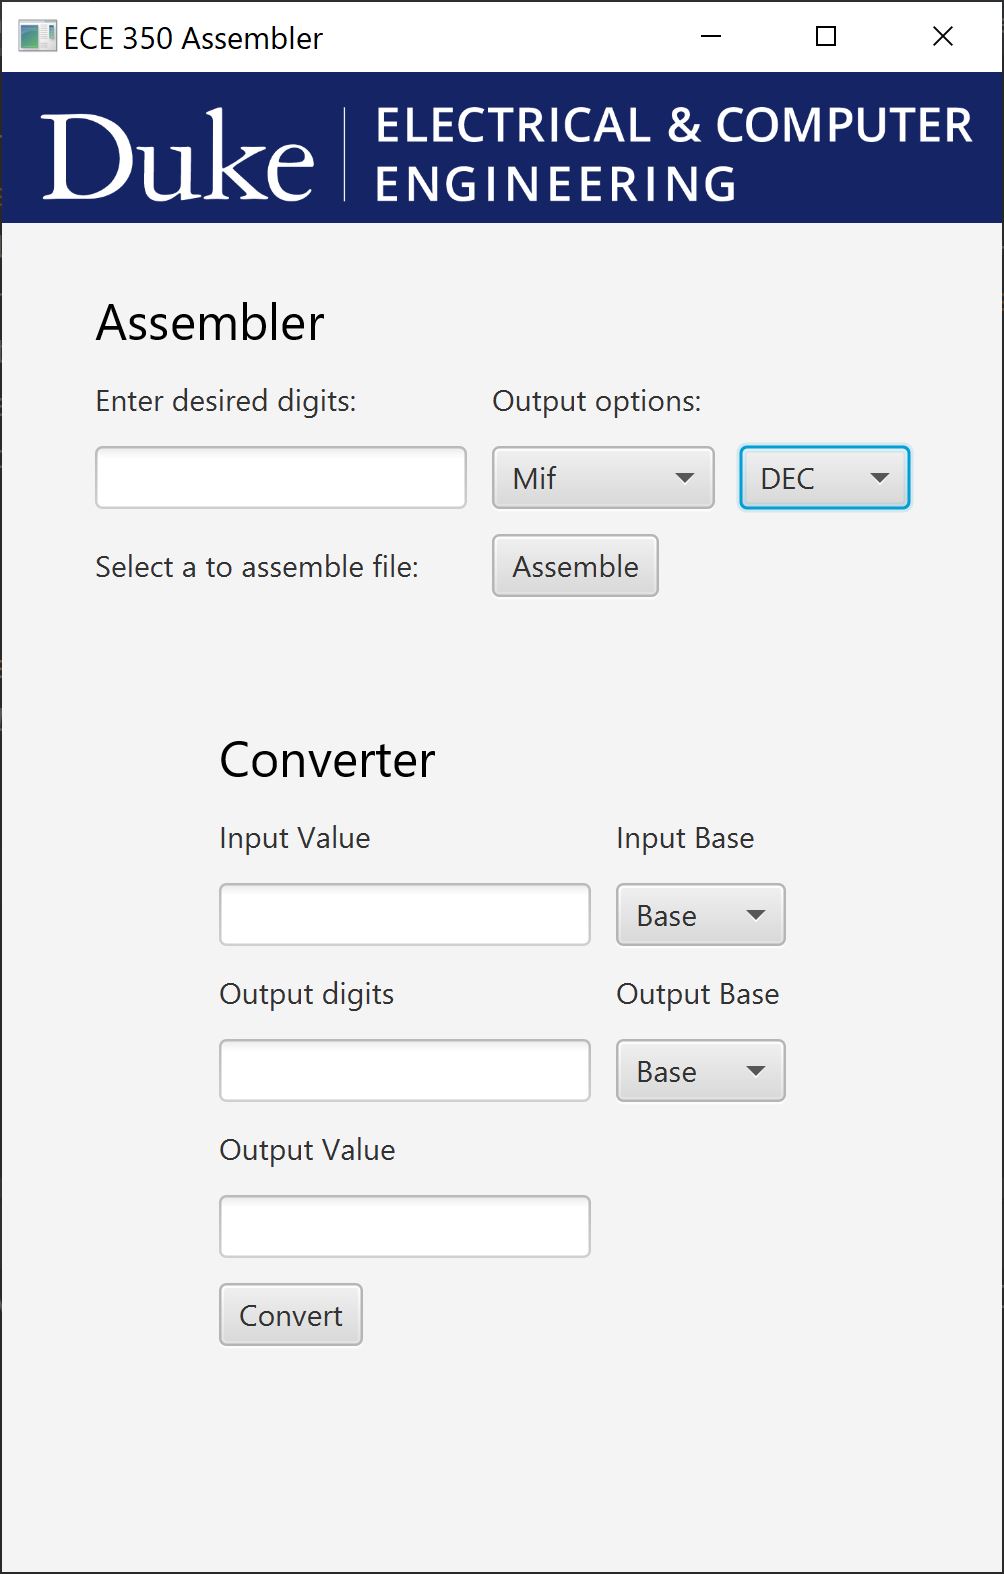 ECE 350 Assembler
Duke
ELECTRICAL & COMPUTER
ENGINEERING
Assembler
Enter desired digits:
Output options:
Mif
DEC
Select a to assemble file:
Assemble
Converter
Input Value
Input Base
Base
Output digits
Output Base
Base
Output Value
Convert